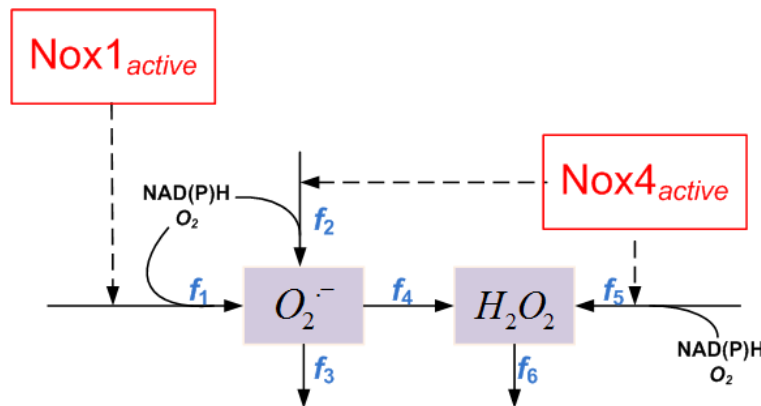 Nox1active
Nox4active
NAD(P)H
O2
f2
f1
O2.-
f4
H2O2
f5
f3
f6
NAD(P)H
O2